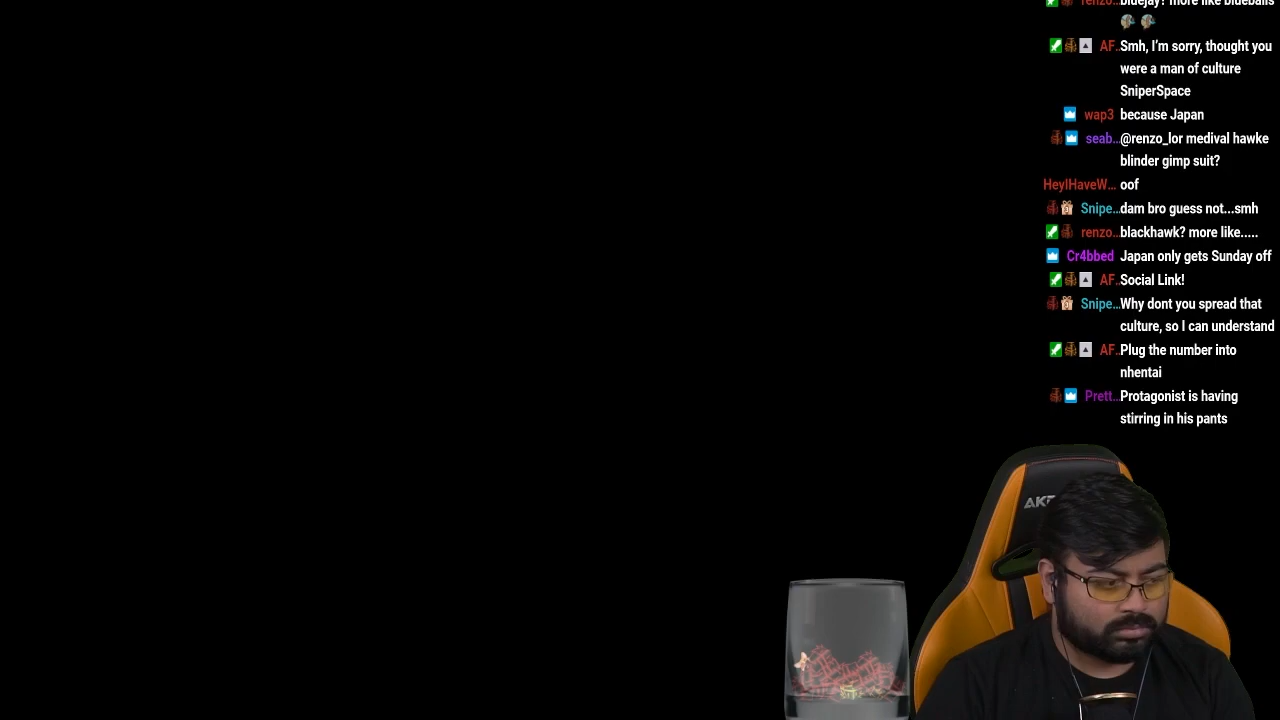 renzo.. bluejay? more like blueballs
AF.. Smh, I'm sorry, thought you
were a man of culture
SniperSpace
wap3 because Japan
seab... @renzo_lor medival hawke
blinder gimp suit?
HeyIHaveW... oof
Snipe... dam bro guess not...smh
renzo... blackhawk? more like.....
Cr4bbed Japan only gets Sunday off
AF.. Social Link!
Snipe... Why dont you spread that
culture, so I can understand
AF.. Plug the number into
nhentai
Prett... Protagonist is having
stirring in his pants